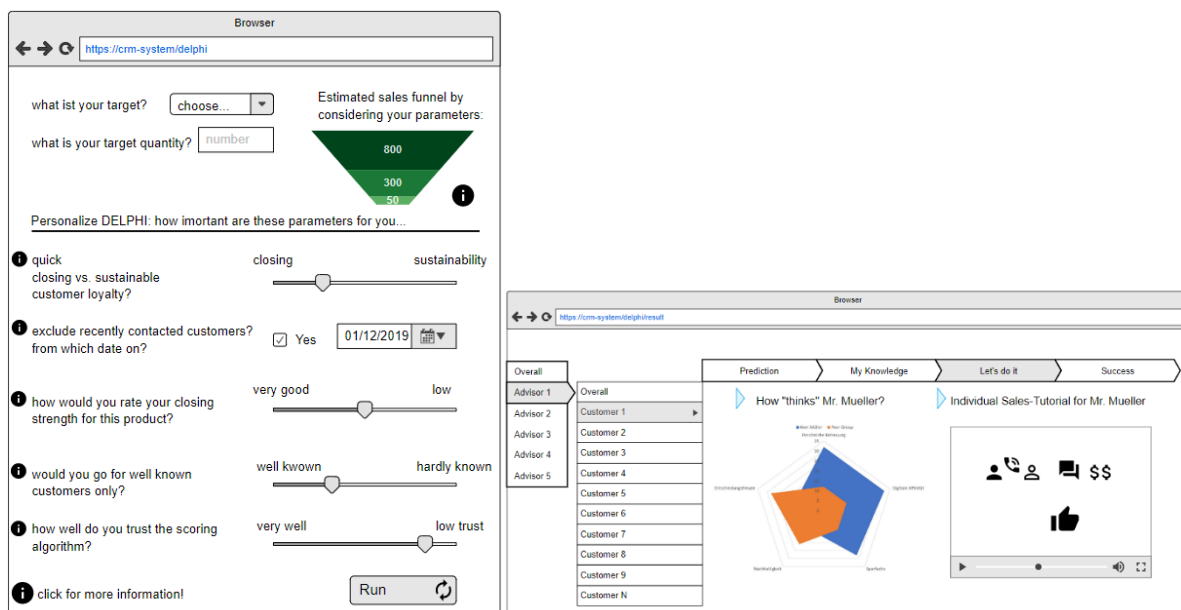 Browser
https://crm-system/delphi
what ist your target?
choose...
what is your target quantity?
number
Estimated sales funnel by
considering your parameters:
800
300
50
Personalize DELPHI: how imortant are these parameters for you...
quick
closing vs. sustainable
customer loyalty?
closing
sustainability
exclude recently contacted customers?
from which date on?
Yes
01/12/2019
how would you rate your closing
strength for this product?
very good
low
would you go for well known
customers only?
well kwown
hardly known
how well do you trust the scoring
algorithm?
very well
low trust
click for more information!
Run
Browser
https://crm-system/delphi/result
Overall
Advisor 1
Advisor 2
Advisor 3
Advisor 4
Advisor 5
Overall
Customer 1
Customer 2
Customer 3
Customer 4
Customer 5
Customer 6
Customer 7
Customer 8
Customer 9
Customer N
Prediction
My Knowledge
Let's do it
Success
How "thinks" Mr. Mueller?
Individual Sales-Tutorial for Mr. Mueller
Peer Group
Persönliche Betreuung
Digitale Affinität
Nachhaltigkeit
$$